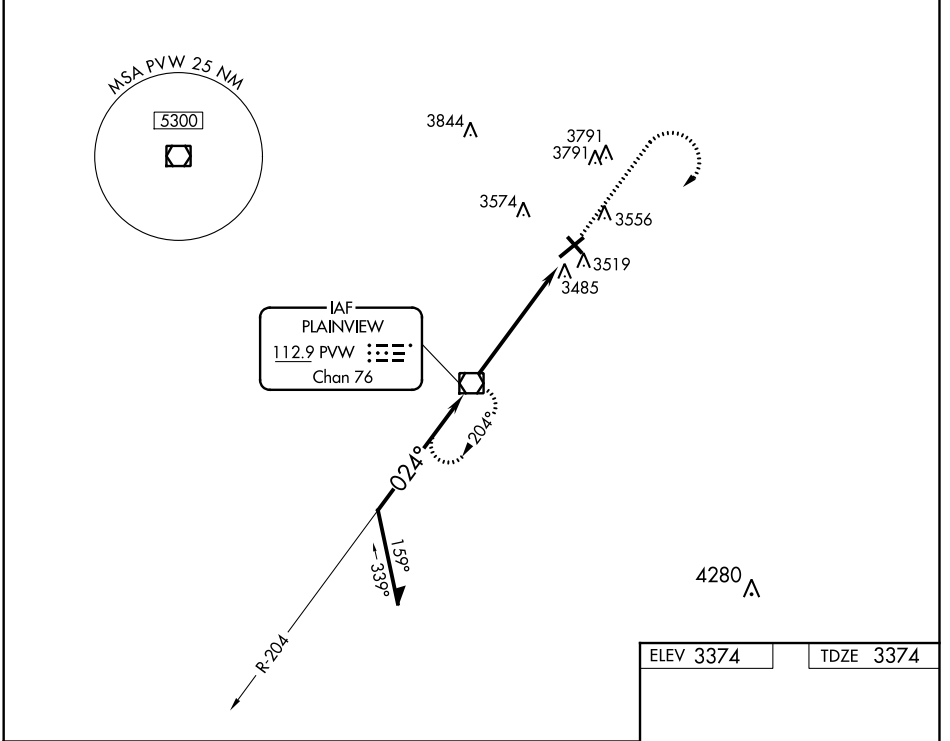 MSA PVW 25 NM
5300
3844
3791
3791
3574
3556
3519
3485
IAF
PLAINVIEW
112.9 PVW
Chan 76
204°
024°
159°
339°
R-204
4280
ELEV 3374
TDZE 3374